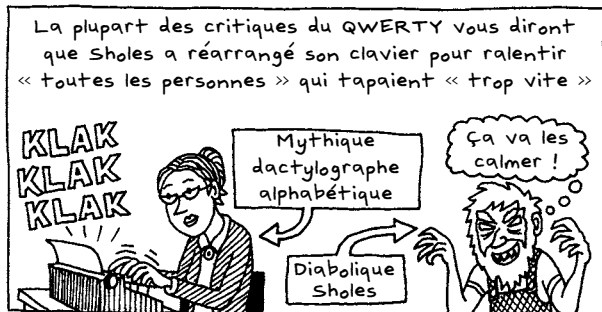 La plupart des critiques du QWERTY vous diront
que Sholes a réarrangé son clavier pour ralentir
« toutes les personnes » qui tapaient « trop vite »
KLAK
KLAK
KLAK
Mythique
dactylographe
alphabétique
Ça va les
calmer !
Diabolique
Sholes